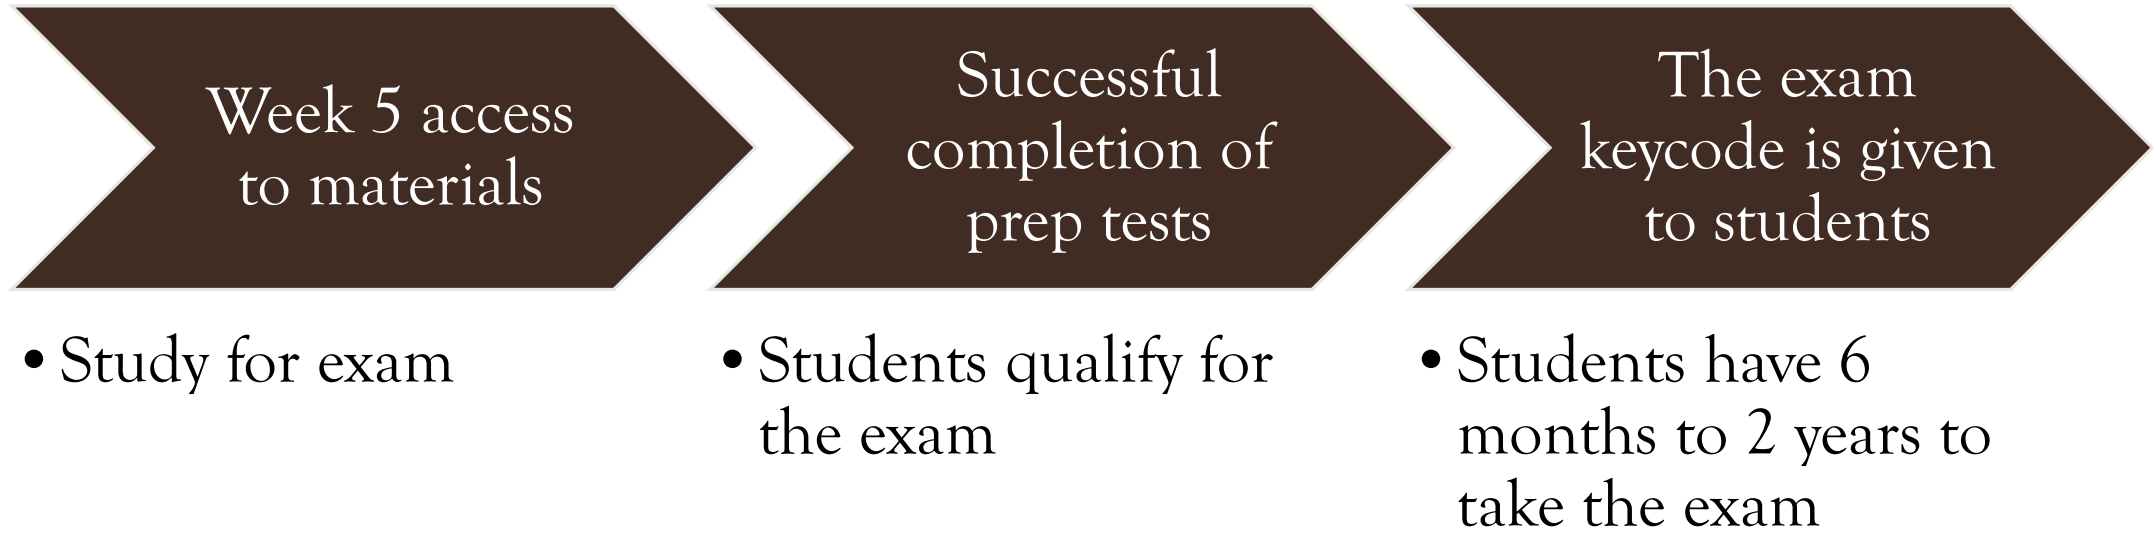 Week 5 access
to materials
• Study for exam
Successful
completion of
prep tests
• Students qualify for
the exam
The exam
keycode is given
to students
• Students have 6
months to 2 years to
take the exam